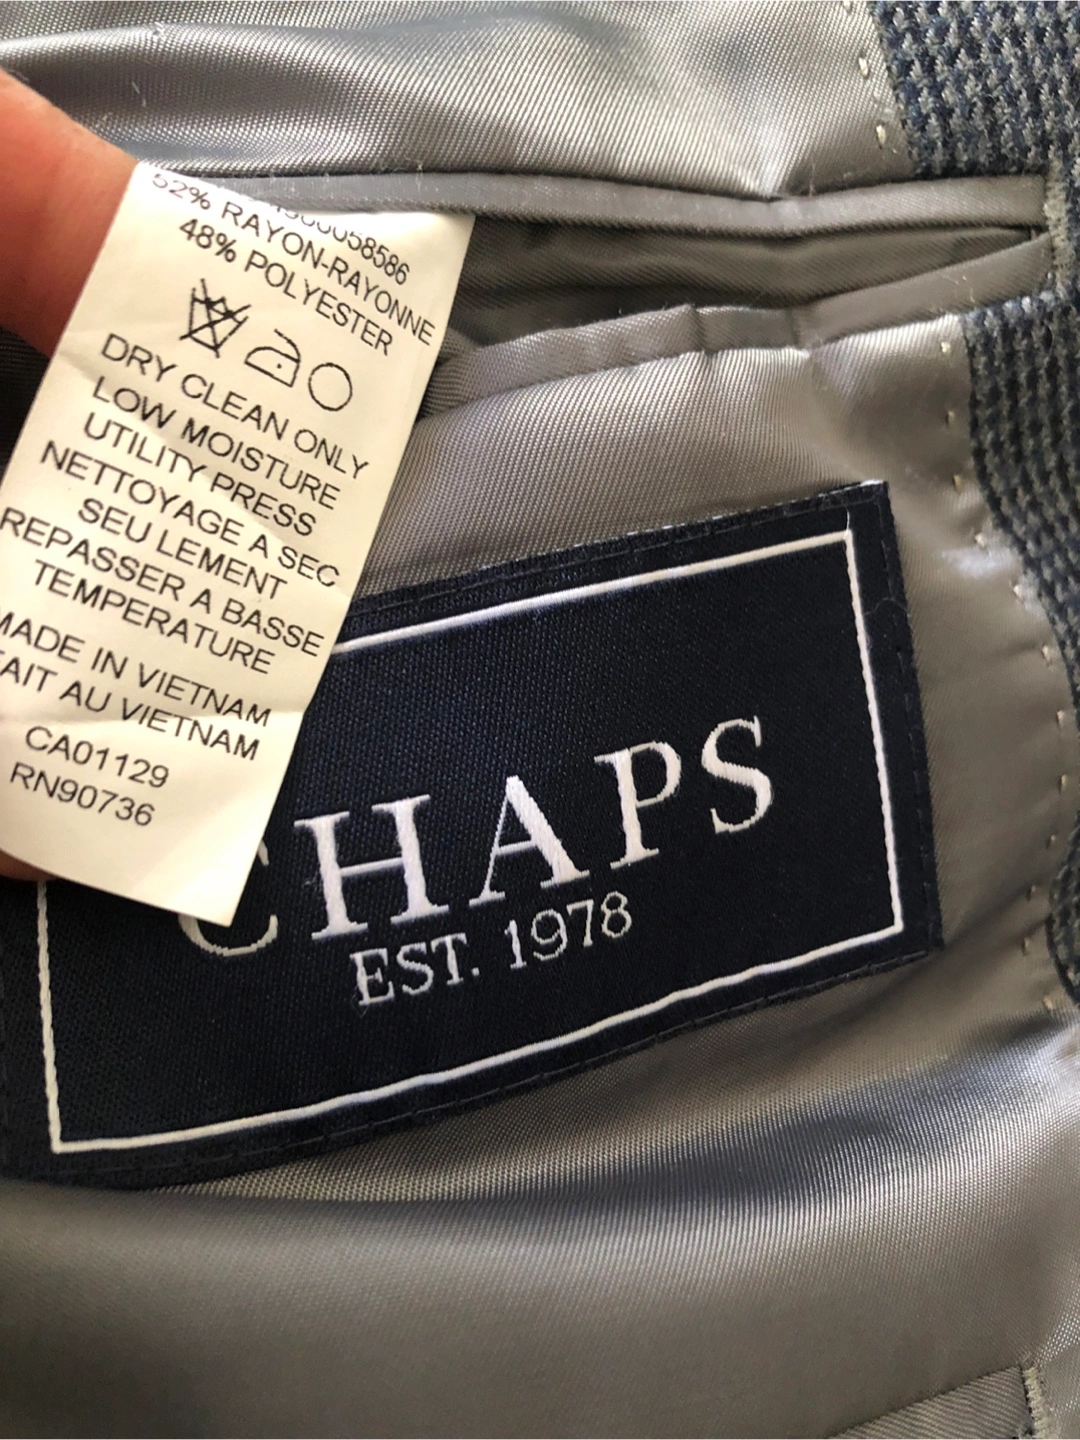 52% RAYON-RAYONNE
48% POLYESTER
DRY CLEAN ONLY
LOW MOISTURE
UTILITY PRESS
NETTOYAGE A SEC
SEU LEMENT
REPASSER A BASSE
TEMPERATURE
MADE IN VIETNAM
FAIT AU VIETNAM
CA01129
RN90736
CHAPS
EST. 1978